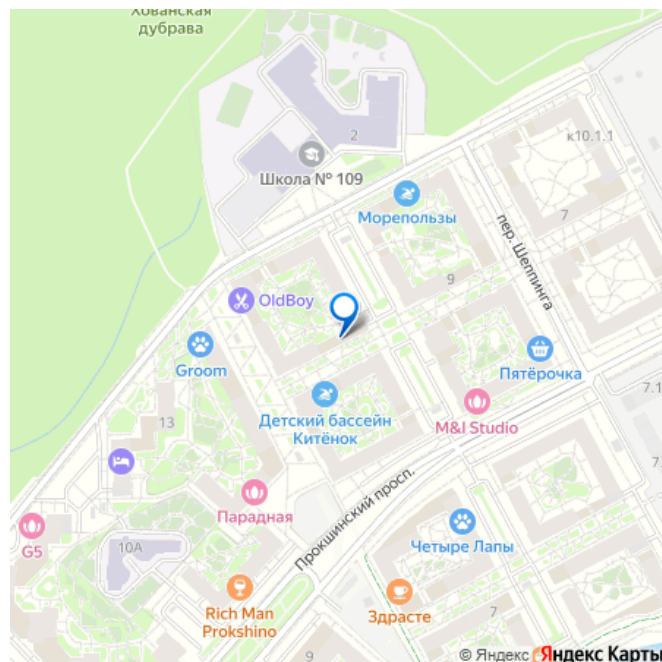 Хованская
дубрава
2
к10.1.1
Школа № 109
Морепользы
7
пер. Шеппинга
9
OldBoy
Groom
Пятёрочка
7.1
Детский бассейн
Китёнок
M&I Studio
13
7.
Прокшинский просп.
Парадная
G5
10А
Четыре Лапы
Rich Man
Prokshino
Здрасте
7
9
© Яндекс Яндекс Карты